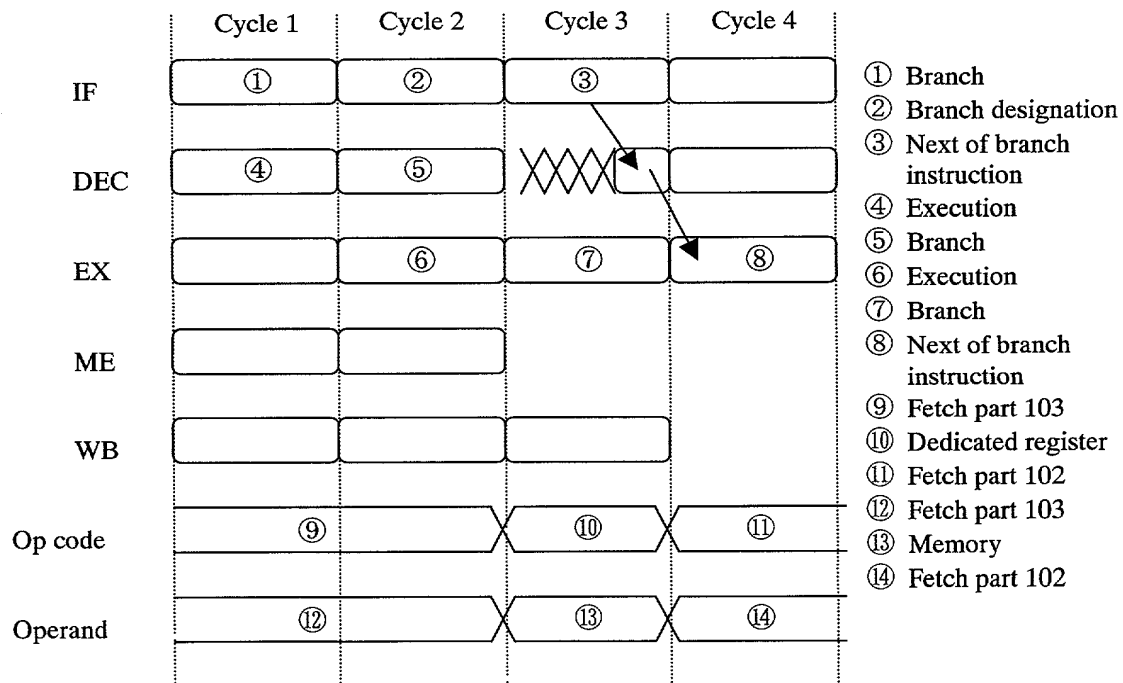 Cycle 1 Cycle 2 Cycle 3 Cycle 4
IF ① ② ③
DEC ④ ⑤
EX ⑥ ⑦ ⑧
ME
WB
Op code ⑨ ⑩ ⑪
Operand ⑫ ⑬ ⑭
① Branch
② Branch designation
③ Next of branch
instruction
④ Execution
⑤ Branch
⑥ Execution
⑦ Branch
⑧ Next of branch
instruction
⑨ Fetch part 103
⑩ Dedicated register
⑪ Fetch part 102
⑫ Fetch part 103
⑬ Memory
⑭ Fetch part 102